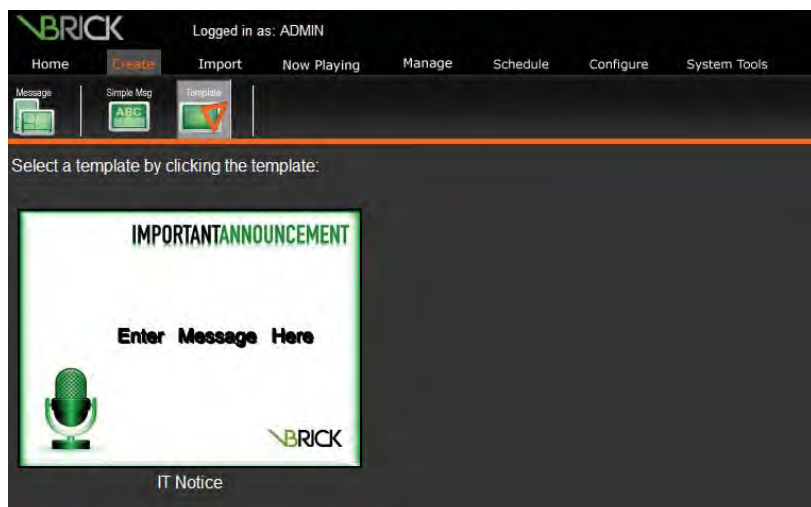 VBRICK
Logged in as: ADMIN
Home Create Import Now Playing Manage Schedule Configure System Tools
Message Simple Msg Template
ABC
Select a template by clicking the template:
IMPORTANTANNOUNCEMENT
Enter Message Here
VBRICK
IT Notice